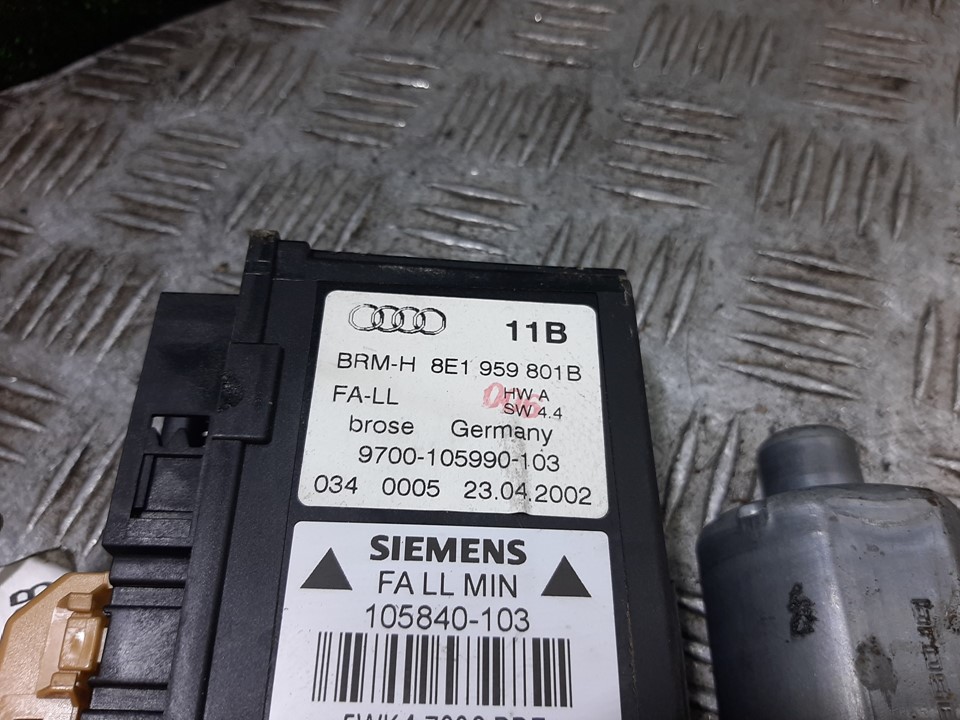 11B
BRM-H 8E1 959 801B
FA-LL HW A
SW 4.4
brose Germany
9700-105990-103
034 0005 23.04.2002
SIEMENS
FA LL MIN
105840-103